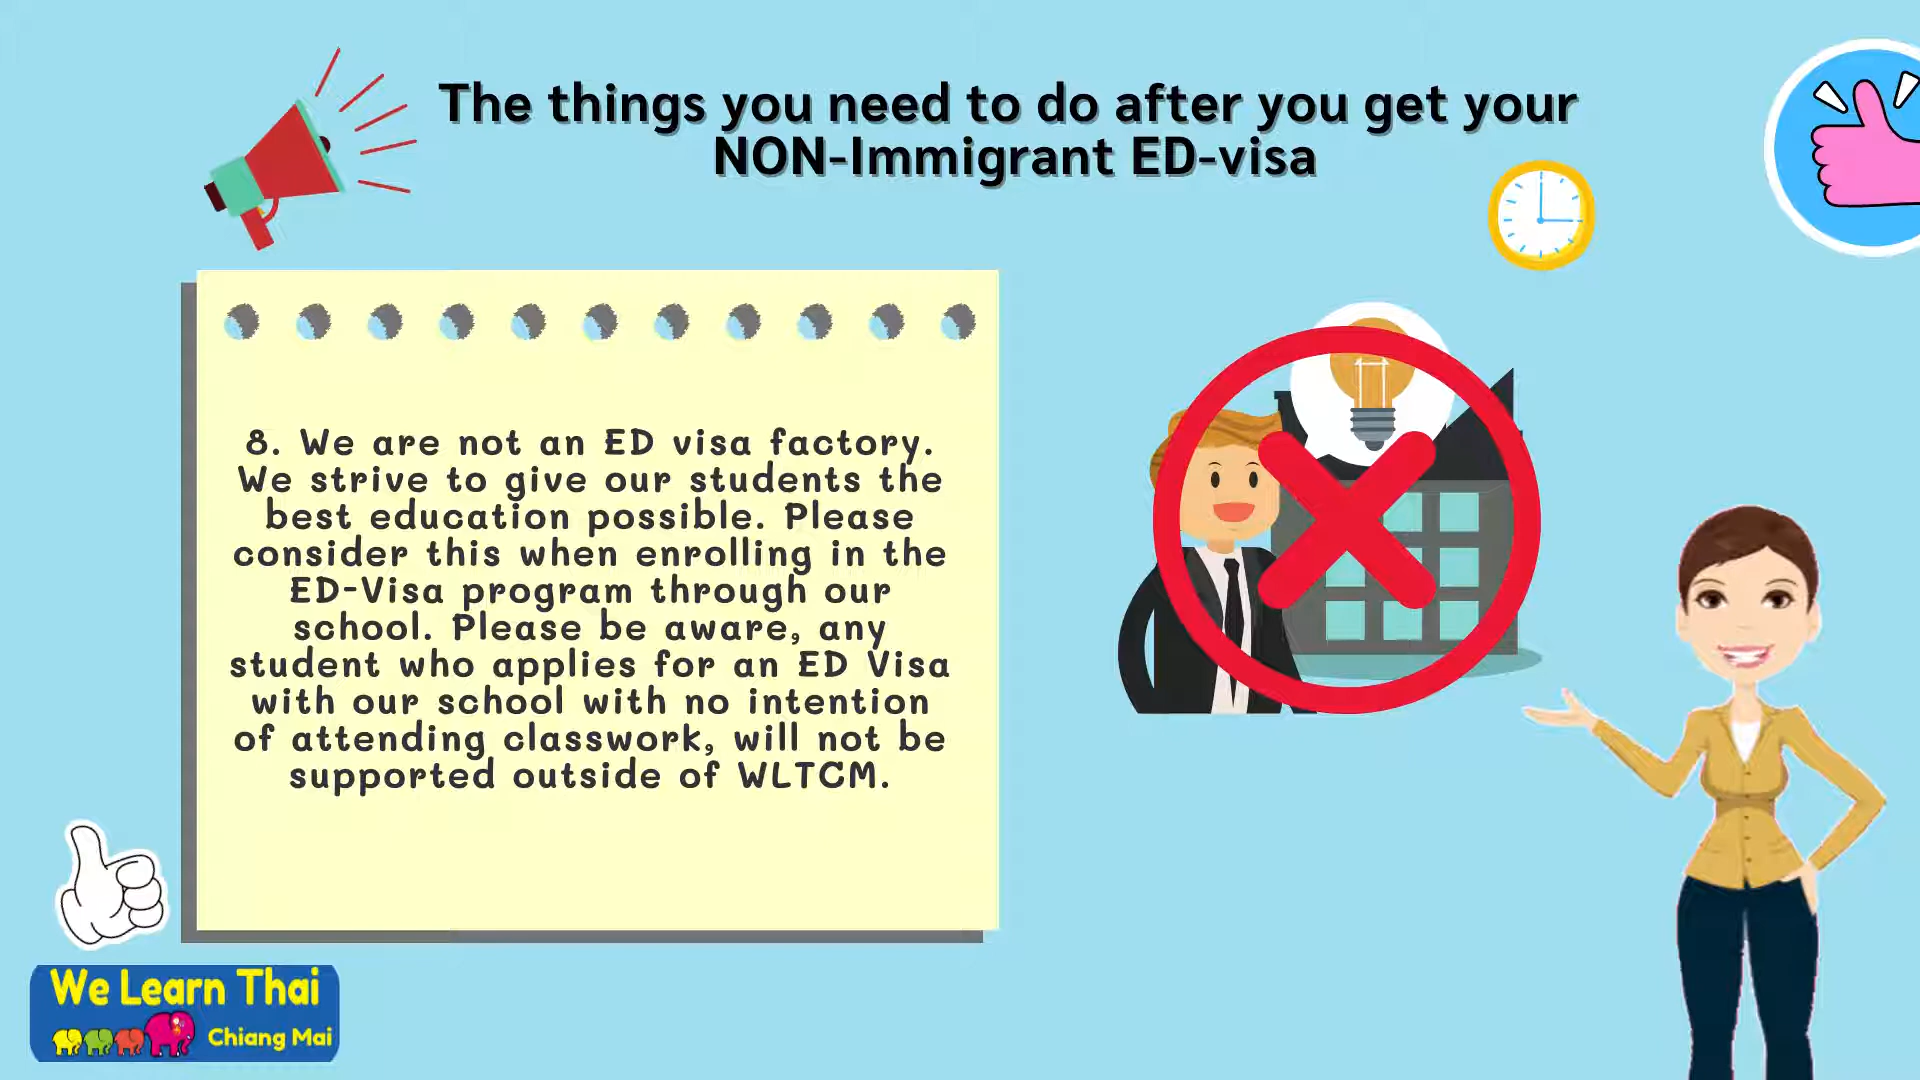 The things you need to do after you get your
NON-Immigrant ED-visa
8. We are not an ED visa factory.
We strive to give our students the
best education possible. Please
consider this when enrolling in the
ED-Visa program through our
school. Please be aware, any
student who applies for an ED Visa
with our school with no intention
of attending classwork, will not be
supported outside of WLTCM.
We Learn Thai
Chiang Mai